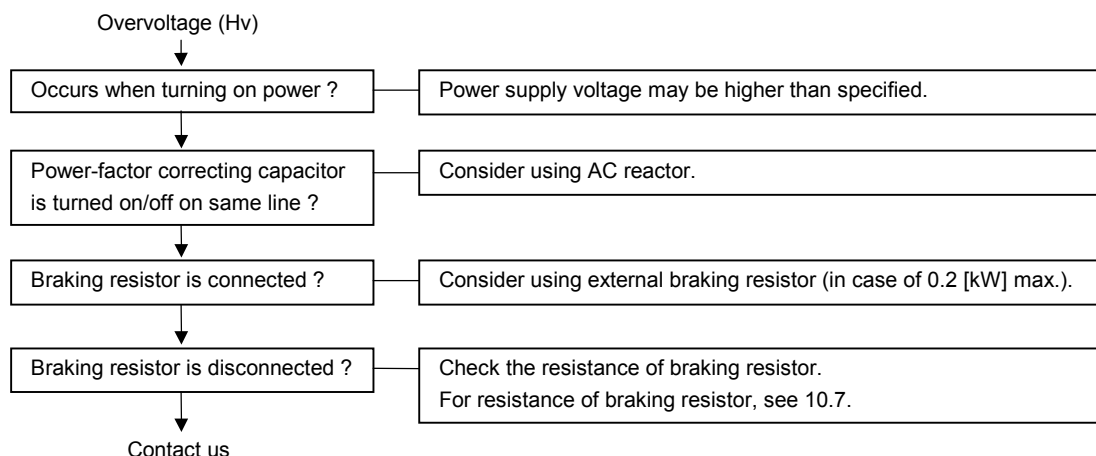 Overvoltage (Hv)
Occurs when turning on power ?
Power supply voltage may be higher than specified.
Power-factor correcting capacitor
is turned on/off on same line ?
Consider using AC reactor.
Braking resistor is connected ?
Consider using external braking resistor (in case of 0.2 [kW] max.).
Braking resistor is disconnected ?
Check the resistance of braking resistor.
For resistance of braking resistor, see 10.7.
Contact us